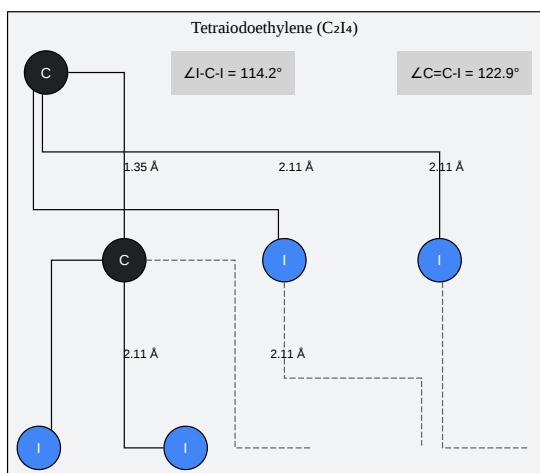 Tetraiodoethylene (C₂I₄)
C
∠I-C-I = 114.2°
∠C=C-I = 122.9°
1.35 Å
2.11 Å
2.11 Å
C
I
I
2.11 Å
2.11 Å
I
I